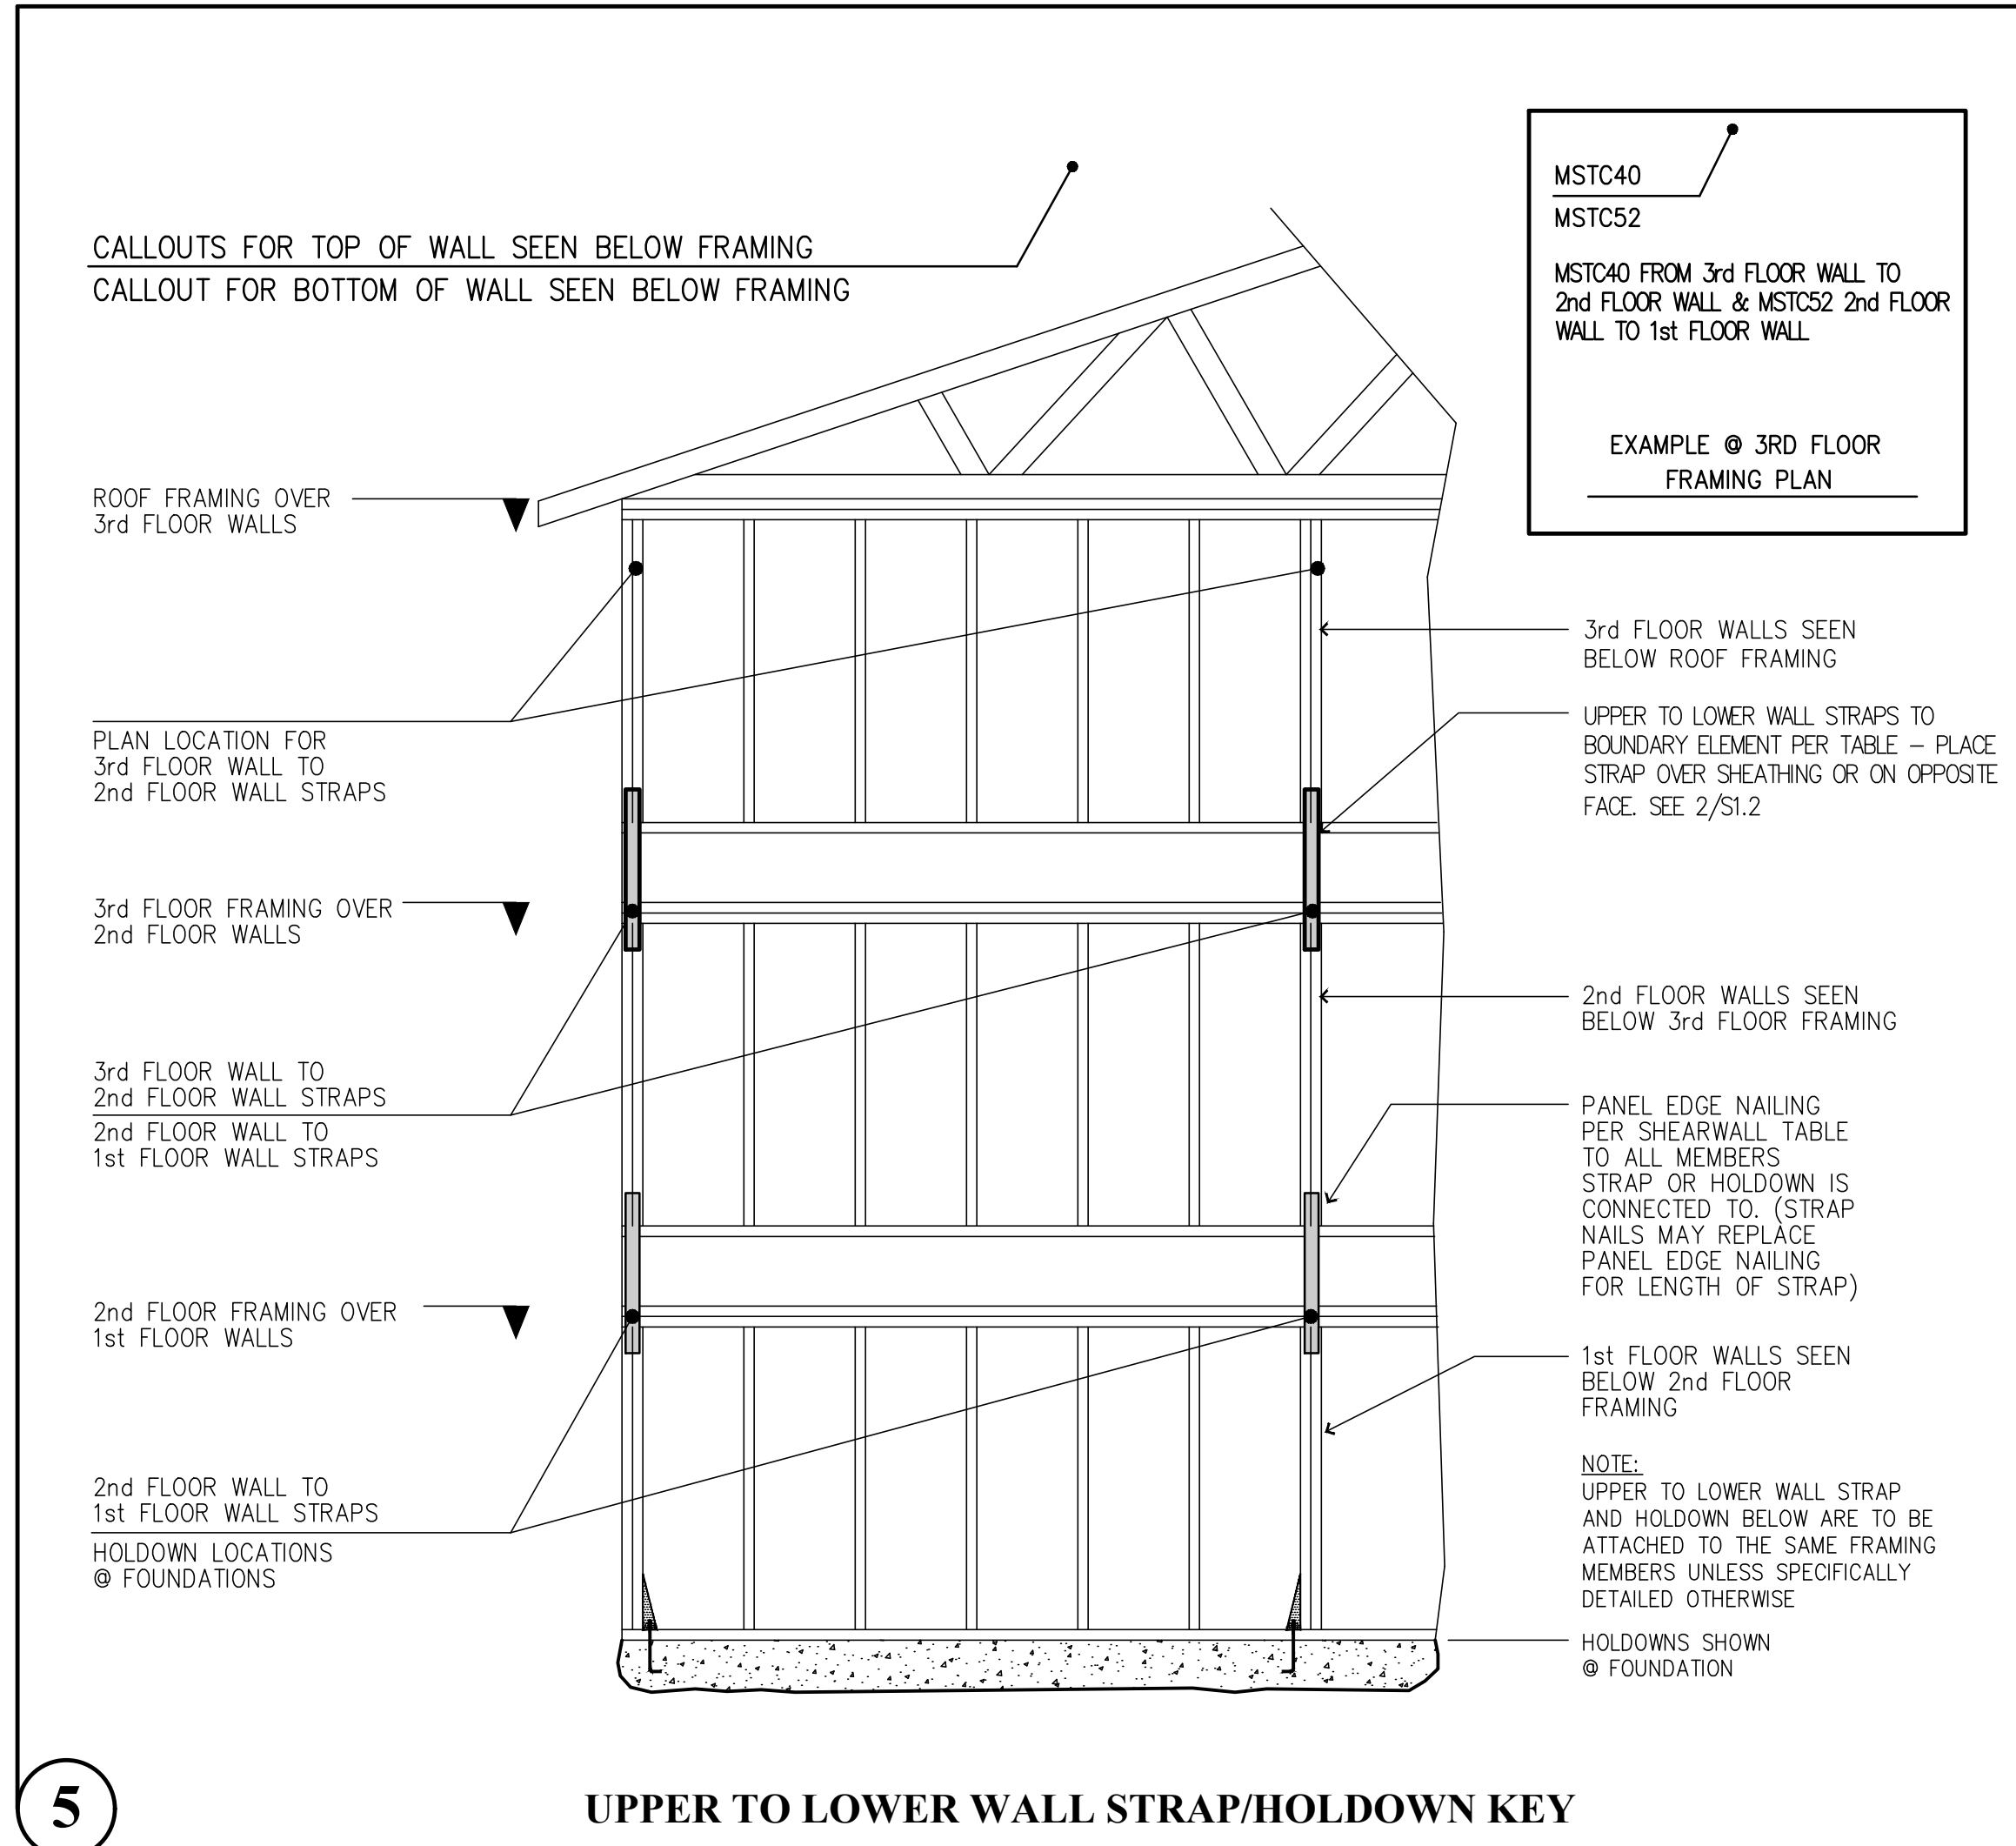 CALLOUTS FOR TOP OF WALL SEEN BELOW FRAMING
CALLOUT FOR BOTTOM OF WALL SEEN BELOW FRAMING
MSTC40
MSTC52
MSTC40 FROM 3rd FLOOR WALL TO
2nd FLOOR WALL & MSTC52 2nd FLOOR
WALL TO 1st FLOOR WALL
EXAMPLE @ 3RD FLOOR
FRAMING PLAN
ROOF FRAMING OVER
3rd FLOOR WALLS
PLAN LOCATION FOR
3rd FLOOR WALL TO
2nd FLOOR WALL STRAPS
3rd FLOOR FRAMING OVER
2nd FLOOR WALLS
3rd FLOOR WALL TO
2nd FLOOR WALL STRAPS
2nd FLOOR WALL TO
1st FLOOR WALL STRAPS
2nd FLOOR FRAMING OVER
1st FLOOR WALLS
2nd FLOOR WALL TO
1st FLOOR WALL STRAPS
HOLDOWN LOCATIONS
@ FOUNDATIONS
3rd FLOOR WALLS SEEN
BELOW ROOF FRAMING
UPPER TO LOWER WALL STRAPS TO
BOUNDARY ELEMENT PER TABLE – PLACE
STRAP OVER SHEATHING OR ON OPPOSITE
FACE. SEE 2/S1.2
2nd FLOOR WALLS SEEN
BELOW 3rd FLOOR FRAMING
PANEL EDGE NAILING
PER SHEARWALL TABLE
TO ALL MEMBERS
STRAP OR HOLDOWN IS
CONNECTED TO. (STRAP
NAILS MAY REPLACE
PANEL EDGE NAILING
FOR LENGTH OF STRAP)
1st FLOOR WALLS SEEN
BELOW 2nd FLOOR
FRAMING
NOTE:
UPPER TO LOWER WALL STRAP
AND HOLDOWN BELOW ARE TO BE
ATTACHED TO THE SAME FRAMING
MEMBERS UNLESS SPECIFICALLY
DETAILED OTHERWISE
HOLDOWNS SHOWN
@ FOUNDATION
5
UPPER TO LOWER WALL STRAP/HOLDOWN KEY